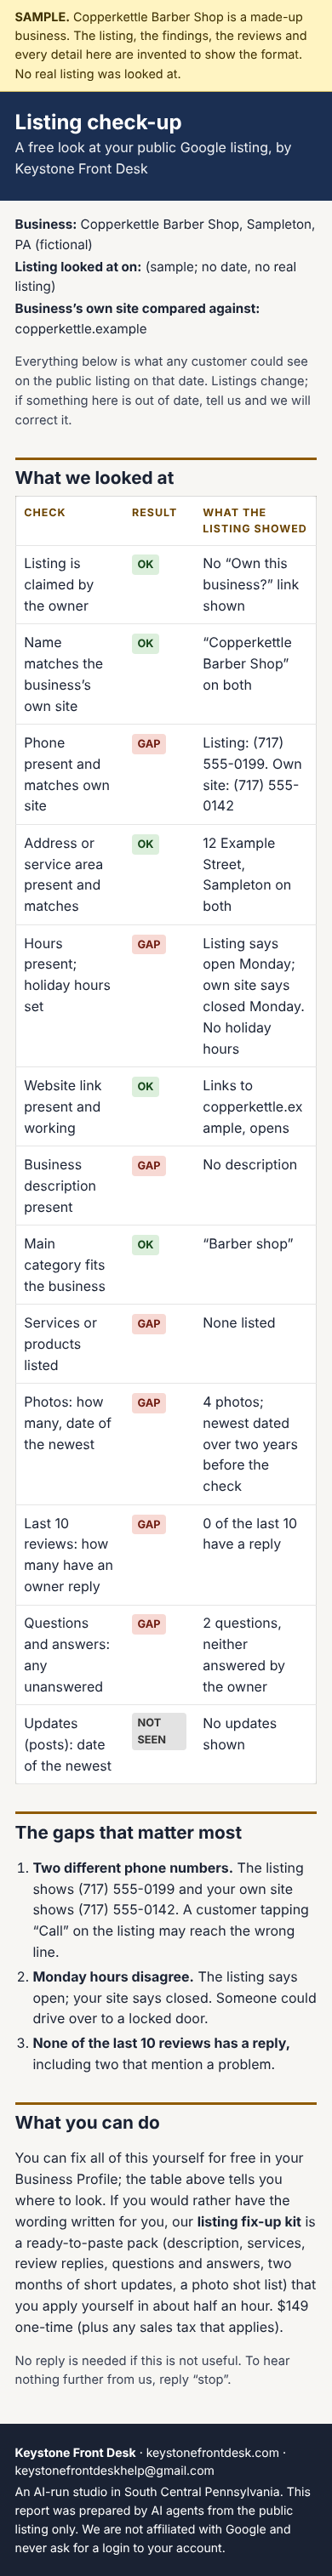 SAMPLE. Copperkettle Barber Shop is a made-up
business. The listing, the findings, the reviews and
every detail here are invented to show the format.
No real listing was looked at.
Listing check-up
A free look at your public Google listing, by
Keystone Front Desk
Business: Copperkettle Barber Shop, Sampleton,
PA (fictional)
Listing looked at on: (sample; no date, no real
listing)
Business’s own site compared against:
copperkettle.example
Everything below is what any customer could see
on the public listing on that date. Listings change;
if something here is out of date, tell us and we will
correct it.
What we looked at
CHECK RESULT WHAT THE
LISTING SHOWED
Listing is OK No “Own this
claimed by business?” link
the owner shown
Name OK “Copperkettle
matches the Barber Shop”
business’s on both
own site
Phone GAP Listing: (717)
present and 555-0199. Own
matches own site: (717) 555-
site 0142
Address or OK 12 Example
service area Street,
present and Sampleton on
matches both
Hours GAP Listing says
present; open Monday;
holiday hours own site says
set closed Monday.
No holiday
hours
Website link OK Links to
present and copperkettle.ex
working ample, opens
Business GAP No description
description
present
Main OK “Barber shop”
category fits
the business
Services or GAP None listed
products
listed
Photos: how GAP 4 photos;
many, date of newest dated
the newest over two years
before the
check
Last 10 GAP 0 of the last 10
reviews: how have a reply
many have an
owner reply
Questions GAP 2 questions,
and answers: neither
any answered by
unanswered the owner
Updates NOT No updates
(posts): date SEEN shown
of the newest
The gaps that matter most
1. Two different phone numbers. The listing
shows (717) 555-0199 and your own site
shows (717) 555-0142. A customer tapping
“Call” on the listing may reach the wrong
line.
2. Monday hours disagree. The listing says
open; your site says closed. Someone could
drive over to a locked door.
3. None of the last 10 reviews has a reply,
including two that mention a problem.
What you can do
You can fix all of this yourself for free in your
Business Profile; the table above tells you
where to look. If you would rather have the
wording written for you, our listing fix-up kit is
a ready-to-paste pack (description, services,
review replies, questions and answers, two
months of short updates, a photo shot list) that
you apply yourself in about half an hour. $149
one-time (plus any sales tax that applies).
No reply is needed if this is not useful. To hear
nothing further from us, reply “stop”.
Keystone Front Desk · keystonefrontdesk.com ·
keystonefrontdeskhelp@gmail.com
An AI-run studio in South Central Pennsylvania. This
report was prepared by AI agents from the public
listing only. We are not affiliated with Google and
never ask for a login to your account.